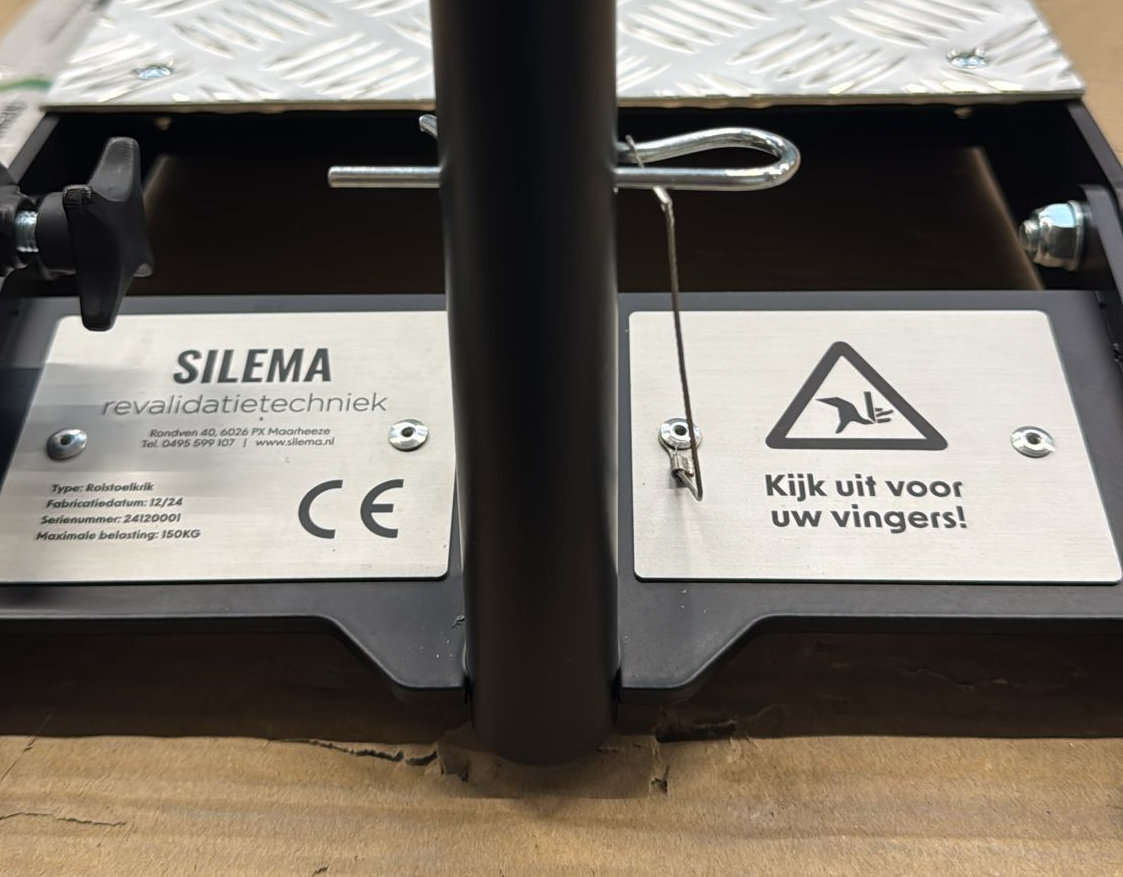 SILEMA
revalidatietechniek
Rondven 40, 6026 PX Maarheeze
Tel. 0495 599 107 | www.silema.nl
Type: Rolstoelkrik
Fabricatiedatum: 12/24
Serienummer: 24120001
Maximale belasting: 150KG
CE
Kijk uit voor
uw vingers!